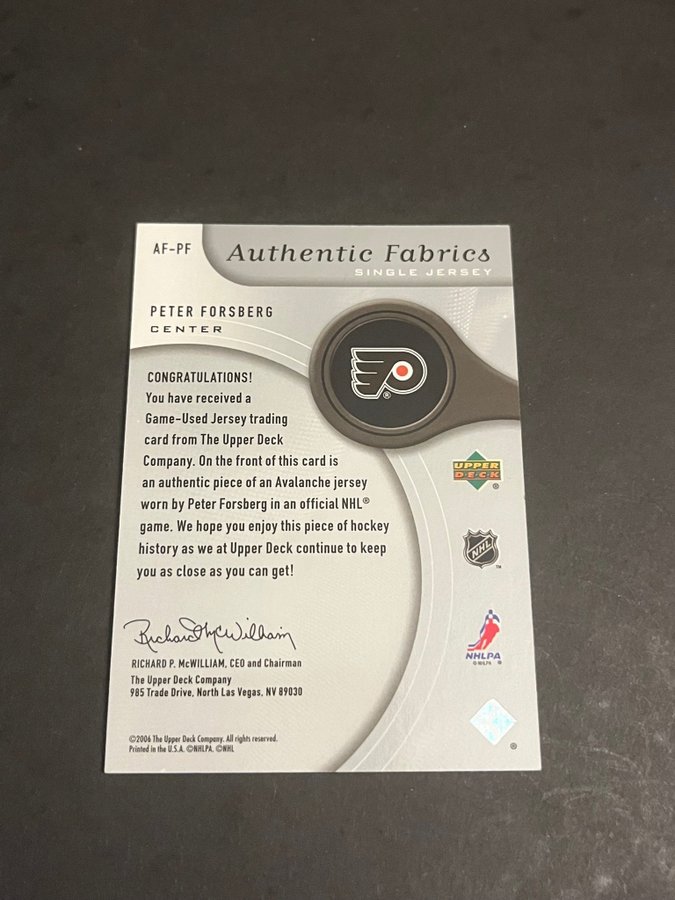 AF-PF
Authentic Fabrics
SINGLE JERSEY
PETER FORSBERG
CENTER
CONGRATULATIONS!
You have received a
Game-Used Jersey trading
card from The Upper Deck
Company. On the front of this card is
an authentic piece of an Avalanche jersey
worn by Peter Forsberg in an official NHL®
game. We hope you enjoy this piece of hockey
history as we at Upper Deck continue to keep
you as close as you can get!
®
UPPER
DECK
®
NHL
™
NHLPA
© NHLPA
Richard McWilliam
RICHARD P. McWILLIAM, CEO and Chairman
The Upper Deck Company
985 Trade Drive, North Las Vegas, NV 89030
©2006 The Upper Deck Company. All rights reserved.
Printed in the U.S.A. ©NHLPA, ©NHL
®